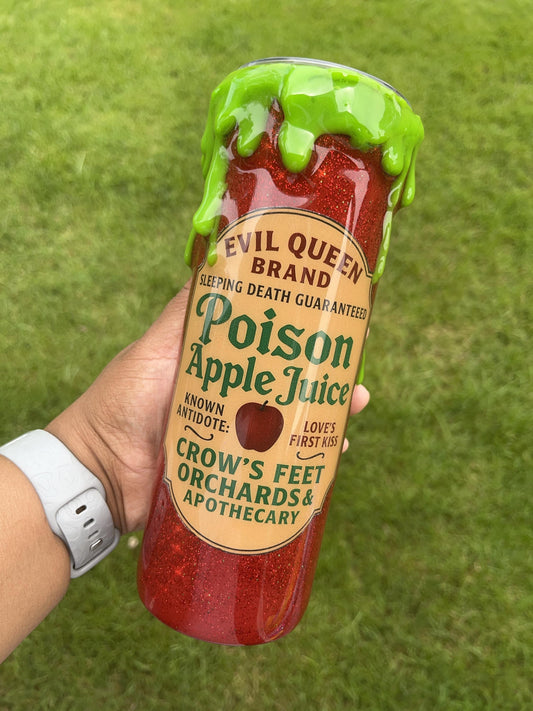 EVIL QUEEN
BRAND
SLEEPING DEATH GUARANTEED
Poison
Apple Juice
KNOWN
ANTIDOTE:
LOVE'S
FIRST KISS
CROW'S FEET
ORCHARDS &
APOTHECARY